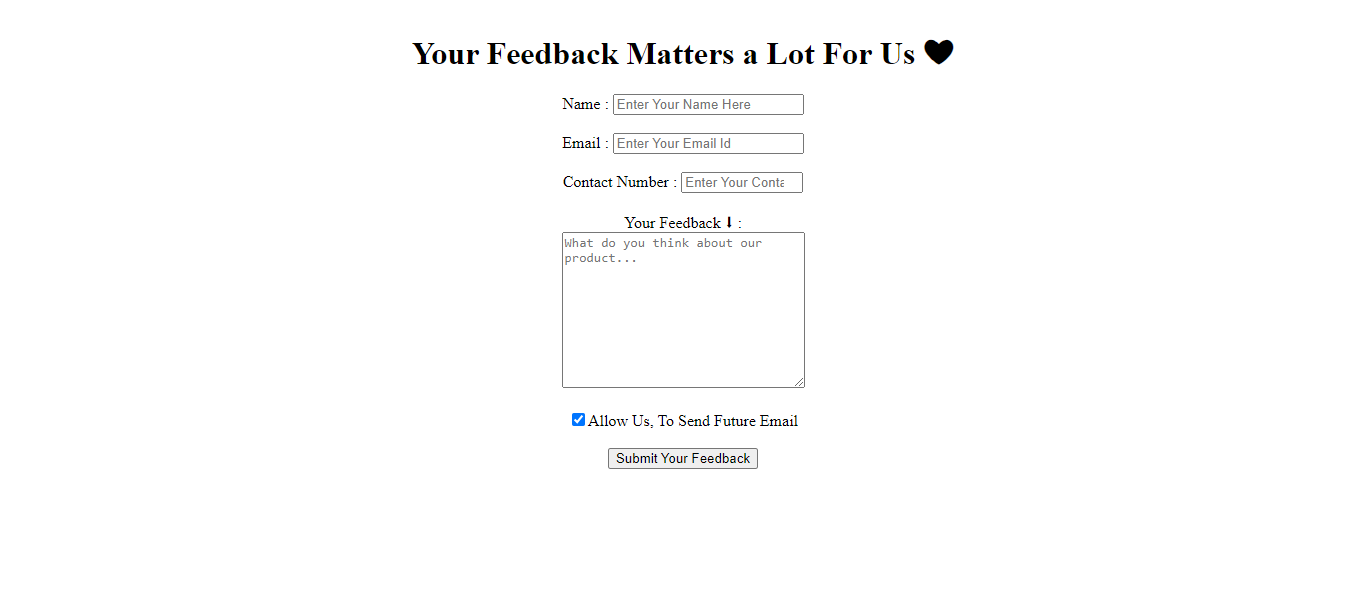 Your Feedback Matters a Lot For Us 🖤
Name : Enter Your Name Here
Email : Enter Your Email Id
Contact Number : Enter Your Conta
Your Feedback ⬇ :
What do you think about our
product...
Allow Us, To Send Future Email
Submit Your Feedback